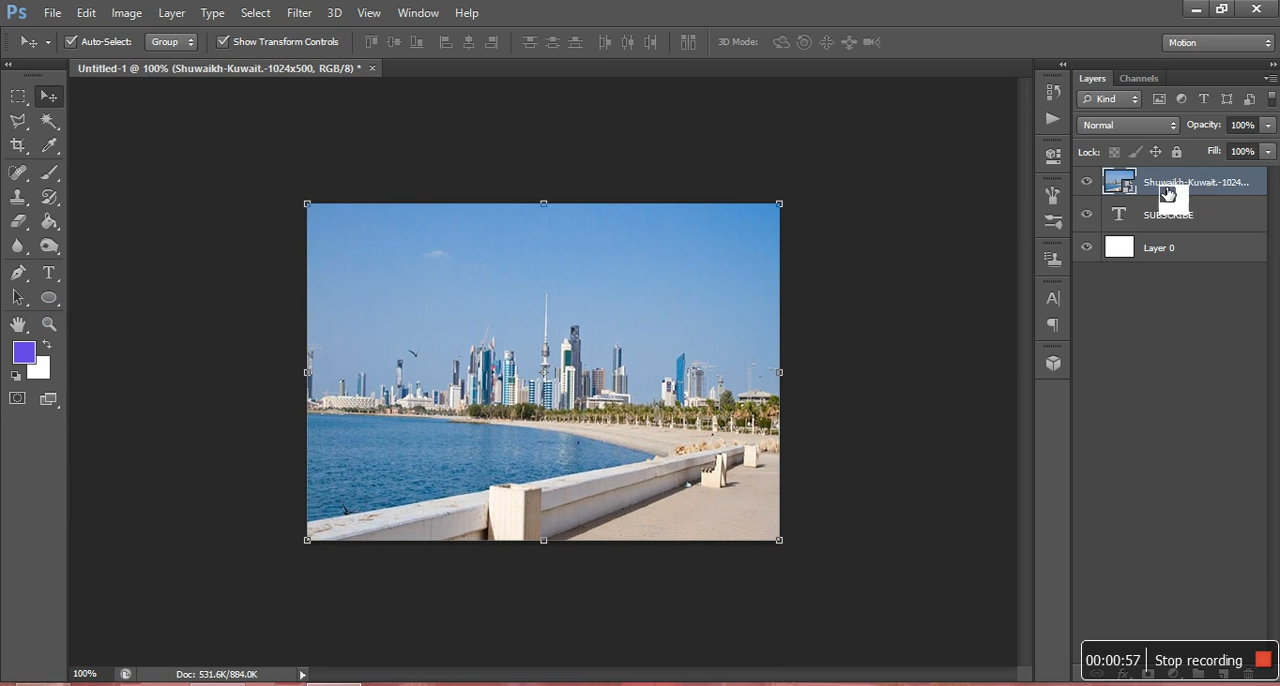 Ps File Edit Image Layer Type Select Filter 3D View Window Help
Auto-Select: Group Show Transform Controls 3D Mode: Motion
Untitled-1 @ 100% (Shuwaikh-Kuwait.-1024x500, RGB/8) * ×
Layers Channels
Kind
Normal Opacity: 100%
Lock: Fill: 100%
Shuwaikh-Kuwait.-1024...
T SUBSCRIBE
Layer 0
100% Doc: 531.6K/884.0K
00:00:57 Stop recording